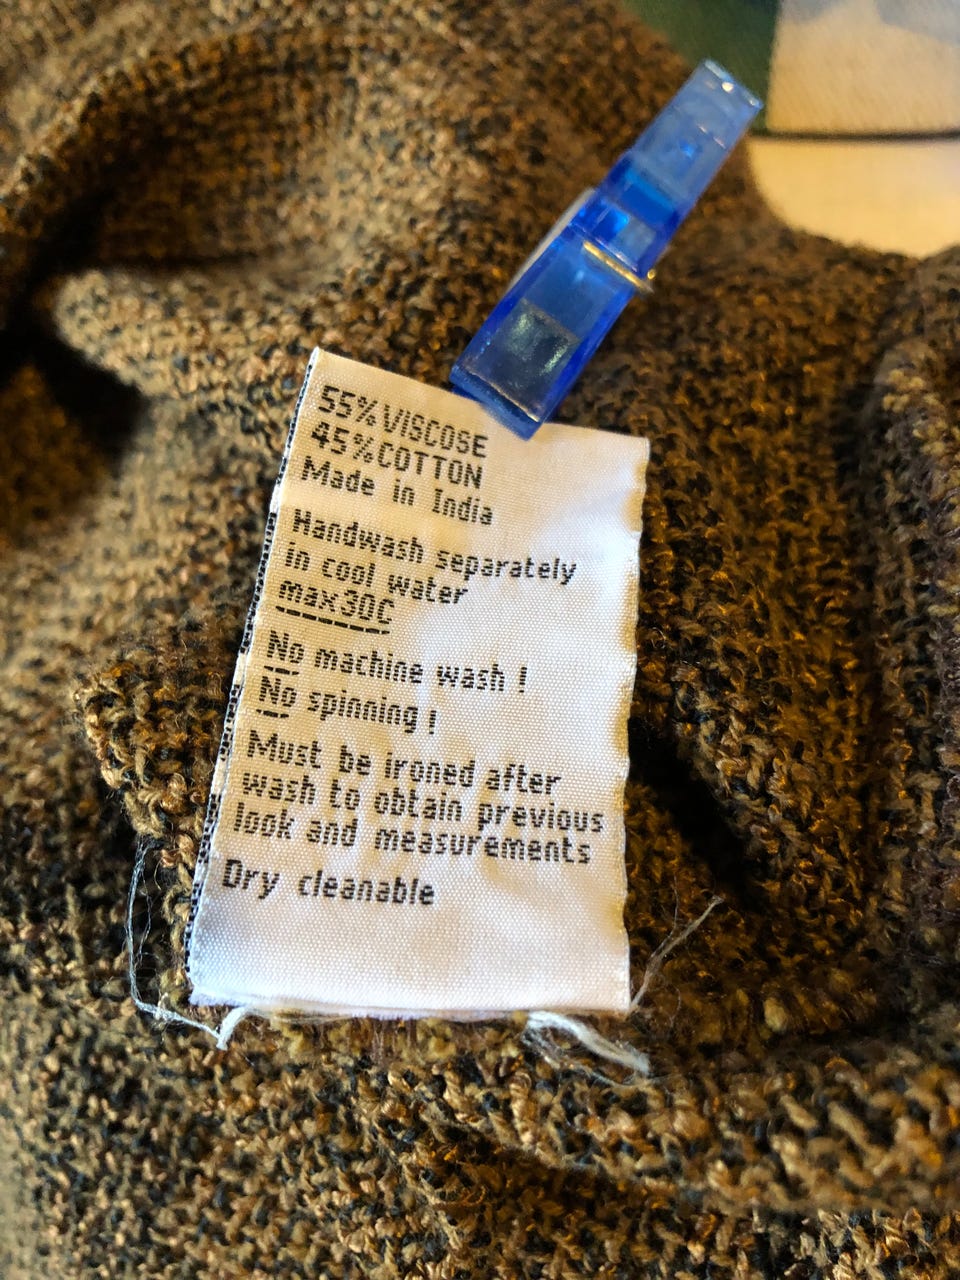 55%VISCOSE
45%COTTON
Made in India
Handwash separately
in cool water
max30C
No machine wash !
No spinning !
Must be ironed after
wash to obtain previous
look and measurements
Dry cleanable